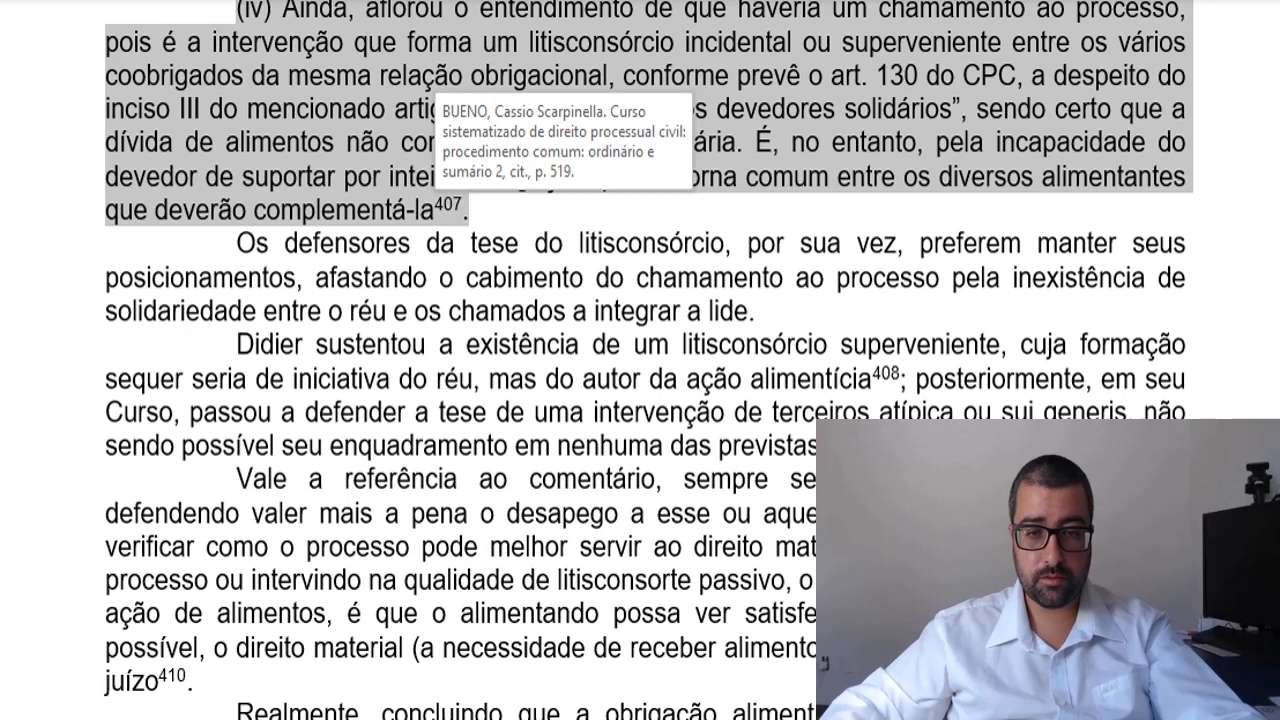 (iv) Ainda, aflorou o entendimento de que haveria um chamamento ao processo,
pois é a intervenção que forma um litisconsórcio incidental ou superveniente entre os vários
coobrigados da mesma relação obrigacional, conforme prevê o art. 130 do CPC, a despeito do
inciso III do mencionado s devedores solidários”, sendo certo que a
dívida de alimentos não É, no entanto, pela incapacidade do
devedor de suportar por comum entre os diversos alimentantes
que deverão complementá-la407.
BUENO, Cassio Scarpinella. Curso
sistematizado de direito processual civil:
procedimento comum: ordinário e
sumário 2, cit., p. 519.
Os defensores da tese do litisconsórcio, por sua vez, preferem manter seus
posicionamentos, afastando o cabimento do chamamento ao processo pela inexistência de
solidariedade entre o réu e os chamados a integrar a lide.
Didier sustentou a existência de um litisconsórcio superveniente, cuja formação
sequer seria de iniciativa do réu, mas do autor da ação alimentícia408; posteriormente, em seu
Curso, passou a defender a tese de uma intervenção de terceiros atípica ou sui generis, não
sendo possível seu enquadramento em nenhuma das previstas
Vale a referência ao comentário, sempre se
defendendo valer mais a pena o desapego a esse ou aque
verificar como o processo pode melhor servir ao direito mat
processo ou intervindo na qualidade de litisconsorte passivo, o
ação de alimentos, é que o alimentando possa ver satisfe
possível, o direito material (a necessidade de receber alimento
juízo410.
Realmente, concluindo que a obrigação aliment